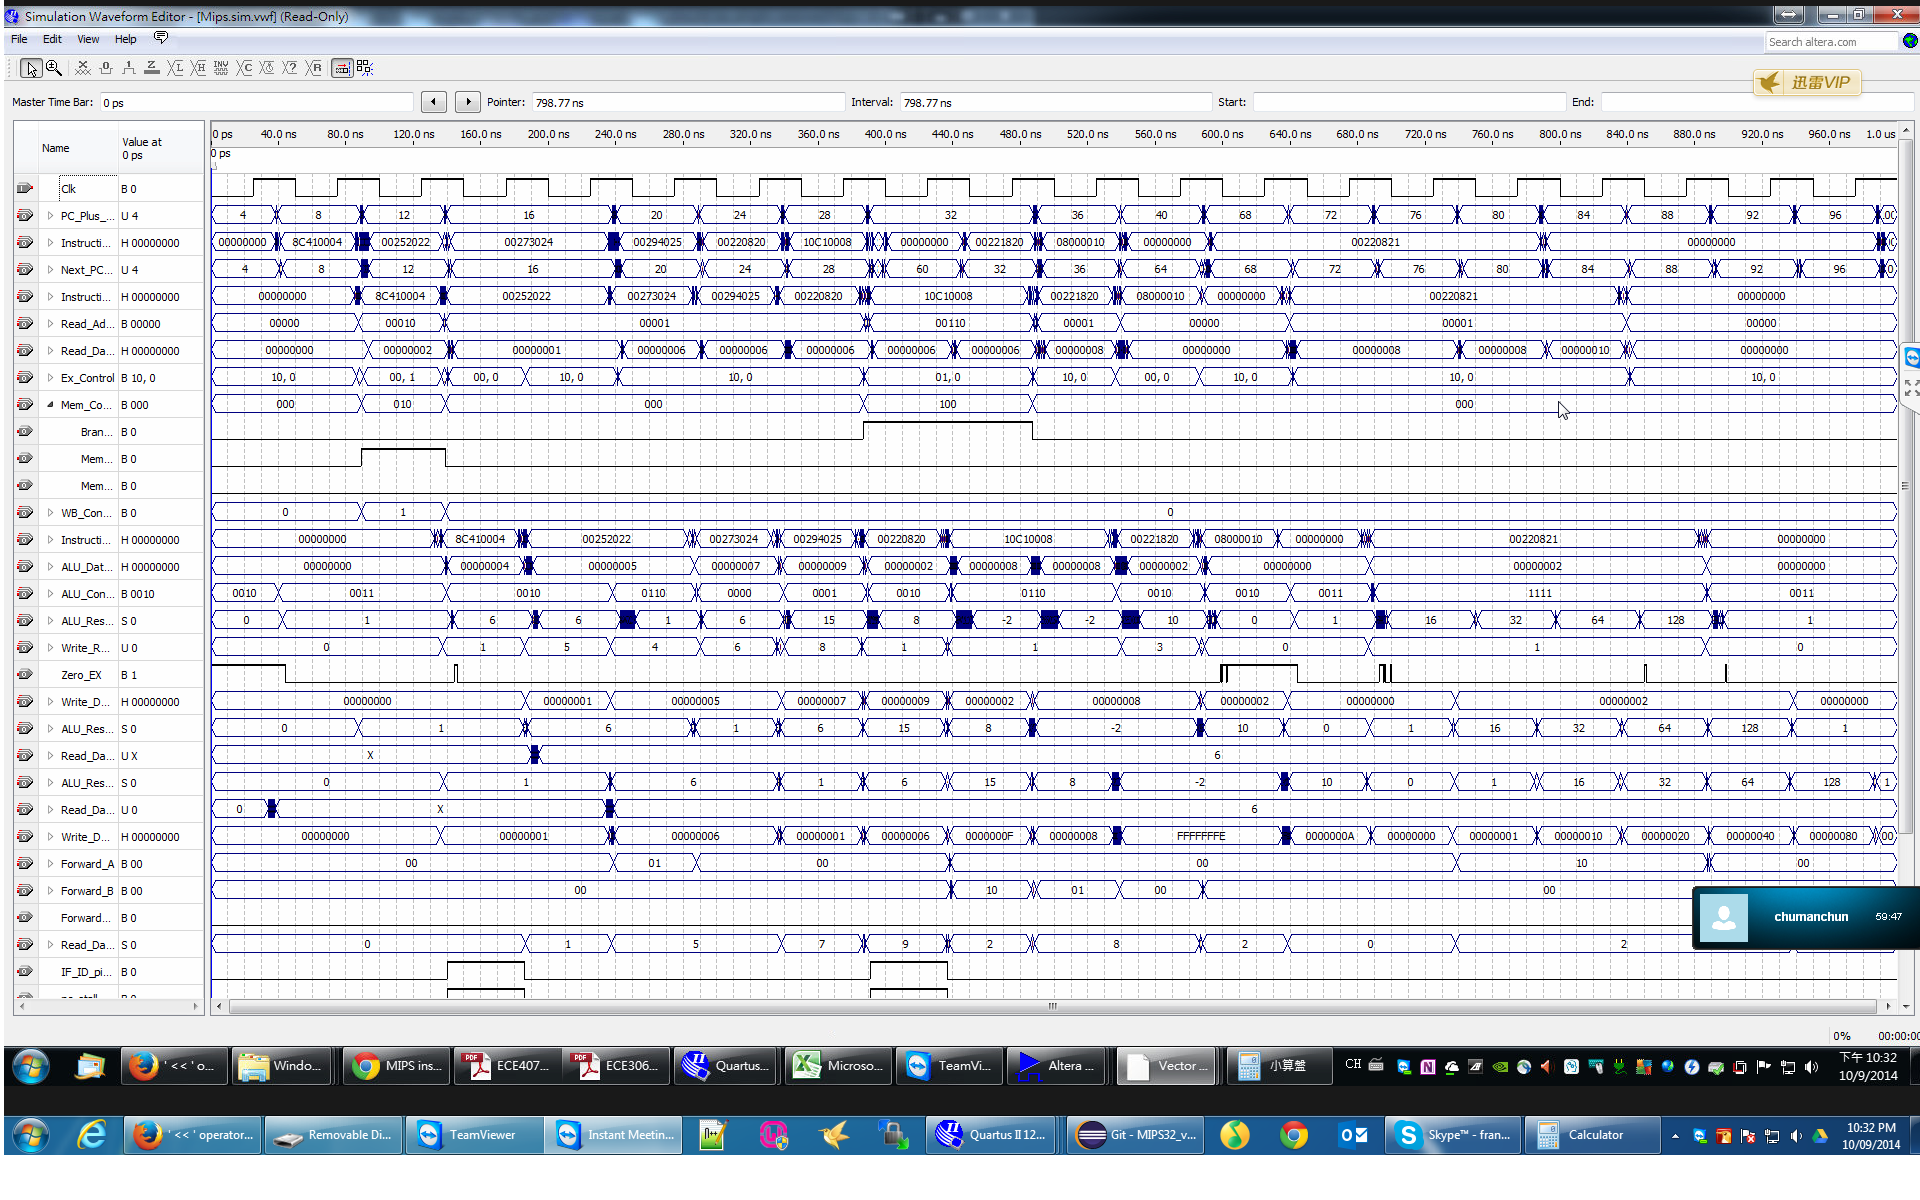 Simulation Waveform Editor - [Mips.sim.vwf] (Read-Only)
File Edit View Help
Search altera.com
迅雷VIP
Master Time Bar: 0 ps Pointer: 798.77 ns Interval: 798.77 ns Start: End:
Name Value at 0 ps
0 ps 40.0 ns 80.0 ns 120.0 ns 160.0 ns 200.0 ns 240.0 ns 280.0 ns 320.0 ns 360.0 ns 400.0 ns 440.0 ns 480.0 ns 520.0 ns 560.0 ns 600.0 ns 640.0 ns 680.0 ns 720.0 ns 760.0 ns 800.0 ns 840.0 ns 880.0 ns 920.0 ns 960.0 ns 1.0 us
0 ps
Clk B 0
PC_Plus_... U 4 4 8 12 16 20 24 28 32 36 40 68 72 76 80 84 88 92 96
Instructi... H 00000000 00000000 8C410004 00252022 00273024 00294025 00220820 10C10008 00000000 00221820 08000010 00000000 00220821 00000000
Next_PC... U 4 4 8 12 16 20 24 28 60 32 36 64 68 72 76 80 84 88 92 96
Instructi... H 00000000 00000000 8C410004 00252022 00273024 00294025 00220820 10C10008 00221820 08000010 00000000 00220821 00000000
Read_Ad... B 00000 00000 00010 00001 00110 00001 00000 00001 00000
Read_Da... H 00000000 00000000 00000002 00000001 00000006 00000006 00000006 00000006 00000006 00000008 00000000 00000008 00000008 00000010 00000000
Ex_Control B 10, 0 10, 0 00, 1 00, 0 10, 0 10, 0 01, 0 10, 0 00, 0 10, 0 10, 0 10, 0
Mem_Co... B 000 000 010 000 100 000
Bran... B 0
Mem... B 0
Mem... B 0
WB_Con... B 0 0 1 0
Instructi... H 00000000 00000000 8C410004 00252022 00273024 00294025 00220820 10C10008 00221820 08000010 00000000 00220821 00000000
ALU_Dat... H 00000000 00000000 00000004 00000005 00000007 00000009 00000002 00000008 00000008 00000002 00000000 00000002 00000000
ALU_Con... B 0010 0010 0011 0010 0110 0000 0001 0010 0110 0010 0010 0011 1111 0011
ALU_Res... S 0 0 1 6 6 1 6 15 8 -2 -2 10 0 1 16 32 64 128 1
Write_R... U 0 0 1 5 4 6 8 1 1 3 0 1 0
Zero_EX B 1
Write_D... H 00000000 00000000 00000001 00000005 00000007 00000009 00000002 00000008 00000002 00000000 00000002 00000000
ALU_Res... S 0 0 1 6 1 6 15 8 -2 10 0 1 16 32 64 128 1
Read_Da... U X X 6
ALU_Res... S 0 0 1 6 1 6 15 8 -2 10 0 1 16 32 64 128 1
Read_Da... U 0 0 X 6
Write_D... H 00000000 00000000 00000001 00000006 00000001 00000006 0000000F 00000008 FFFFFFFE 0000000A 00000000 00000001 00000010 00000020 00000040 00000080 00
Forward_A B 00 00 01 00 00 10 00
Forward_B B 00 00 10 01 00 00
Forward... B 0
chumanchun 59:47
Read_Da... S 0 0 1 5 7 9 2 8 2 0 2
IF_ID_pi... B 0
0% 00:00:00
' << ' o... Windo... MIPS ins... ECE407... ECE306... Quartus... Microso... TeamVi... Altera ... Vector ... 小算盤 CH 下午 10:32
10/9/2014
' << ' operator... Removable Di... TeamViewer Instant Meetin... Quartus II 12... Git - MIPS32_v... Skype™ - fran... Calculator 10:32 PM
10/09/2014